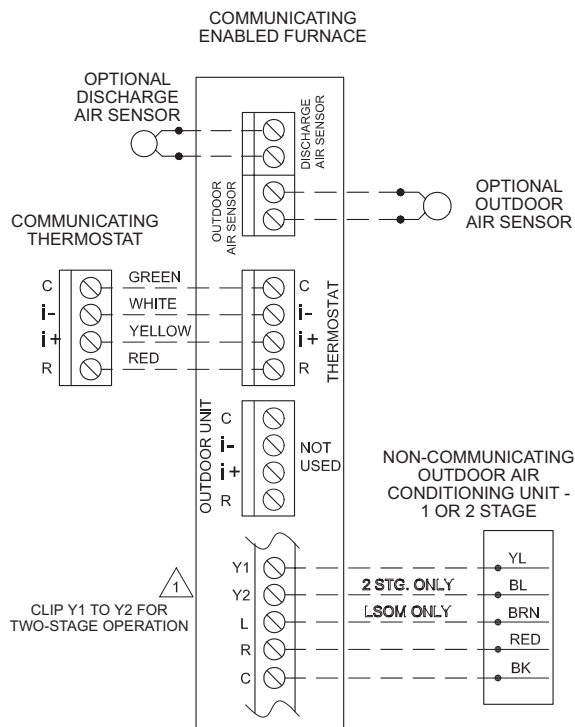 COMMUNICATING
ENABLED FURNACE
OPTIONAL
DISCHARGE
AIR SENSOR
DISCHARGE
AIR SENSOR
OUTDOOR
AIR SENSOR
OPTIONAL
OUTDOOR
AIR SENSOR
COMMUNICATING
THERMOSTAT
C GREEN C
i- WHITE i-
i+ YELLOW i+
R RED R
THERMOSTAT
OUTDOOR UNIT
C
i-
i+
R
NOT
USED
NON-COMMUNICATING
OUTDOOR AIR
CONDITIONING UNIT -
1 OR 2 STAGE
1
CLIP Y1 TO Y2 FOR
TWO-STAGE OPERATION
Y1 YL
Y2 2 STG. ONLY BL
L LSOM ONLY BRN
R RED
C BK